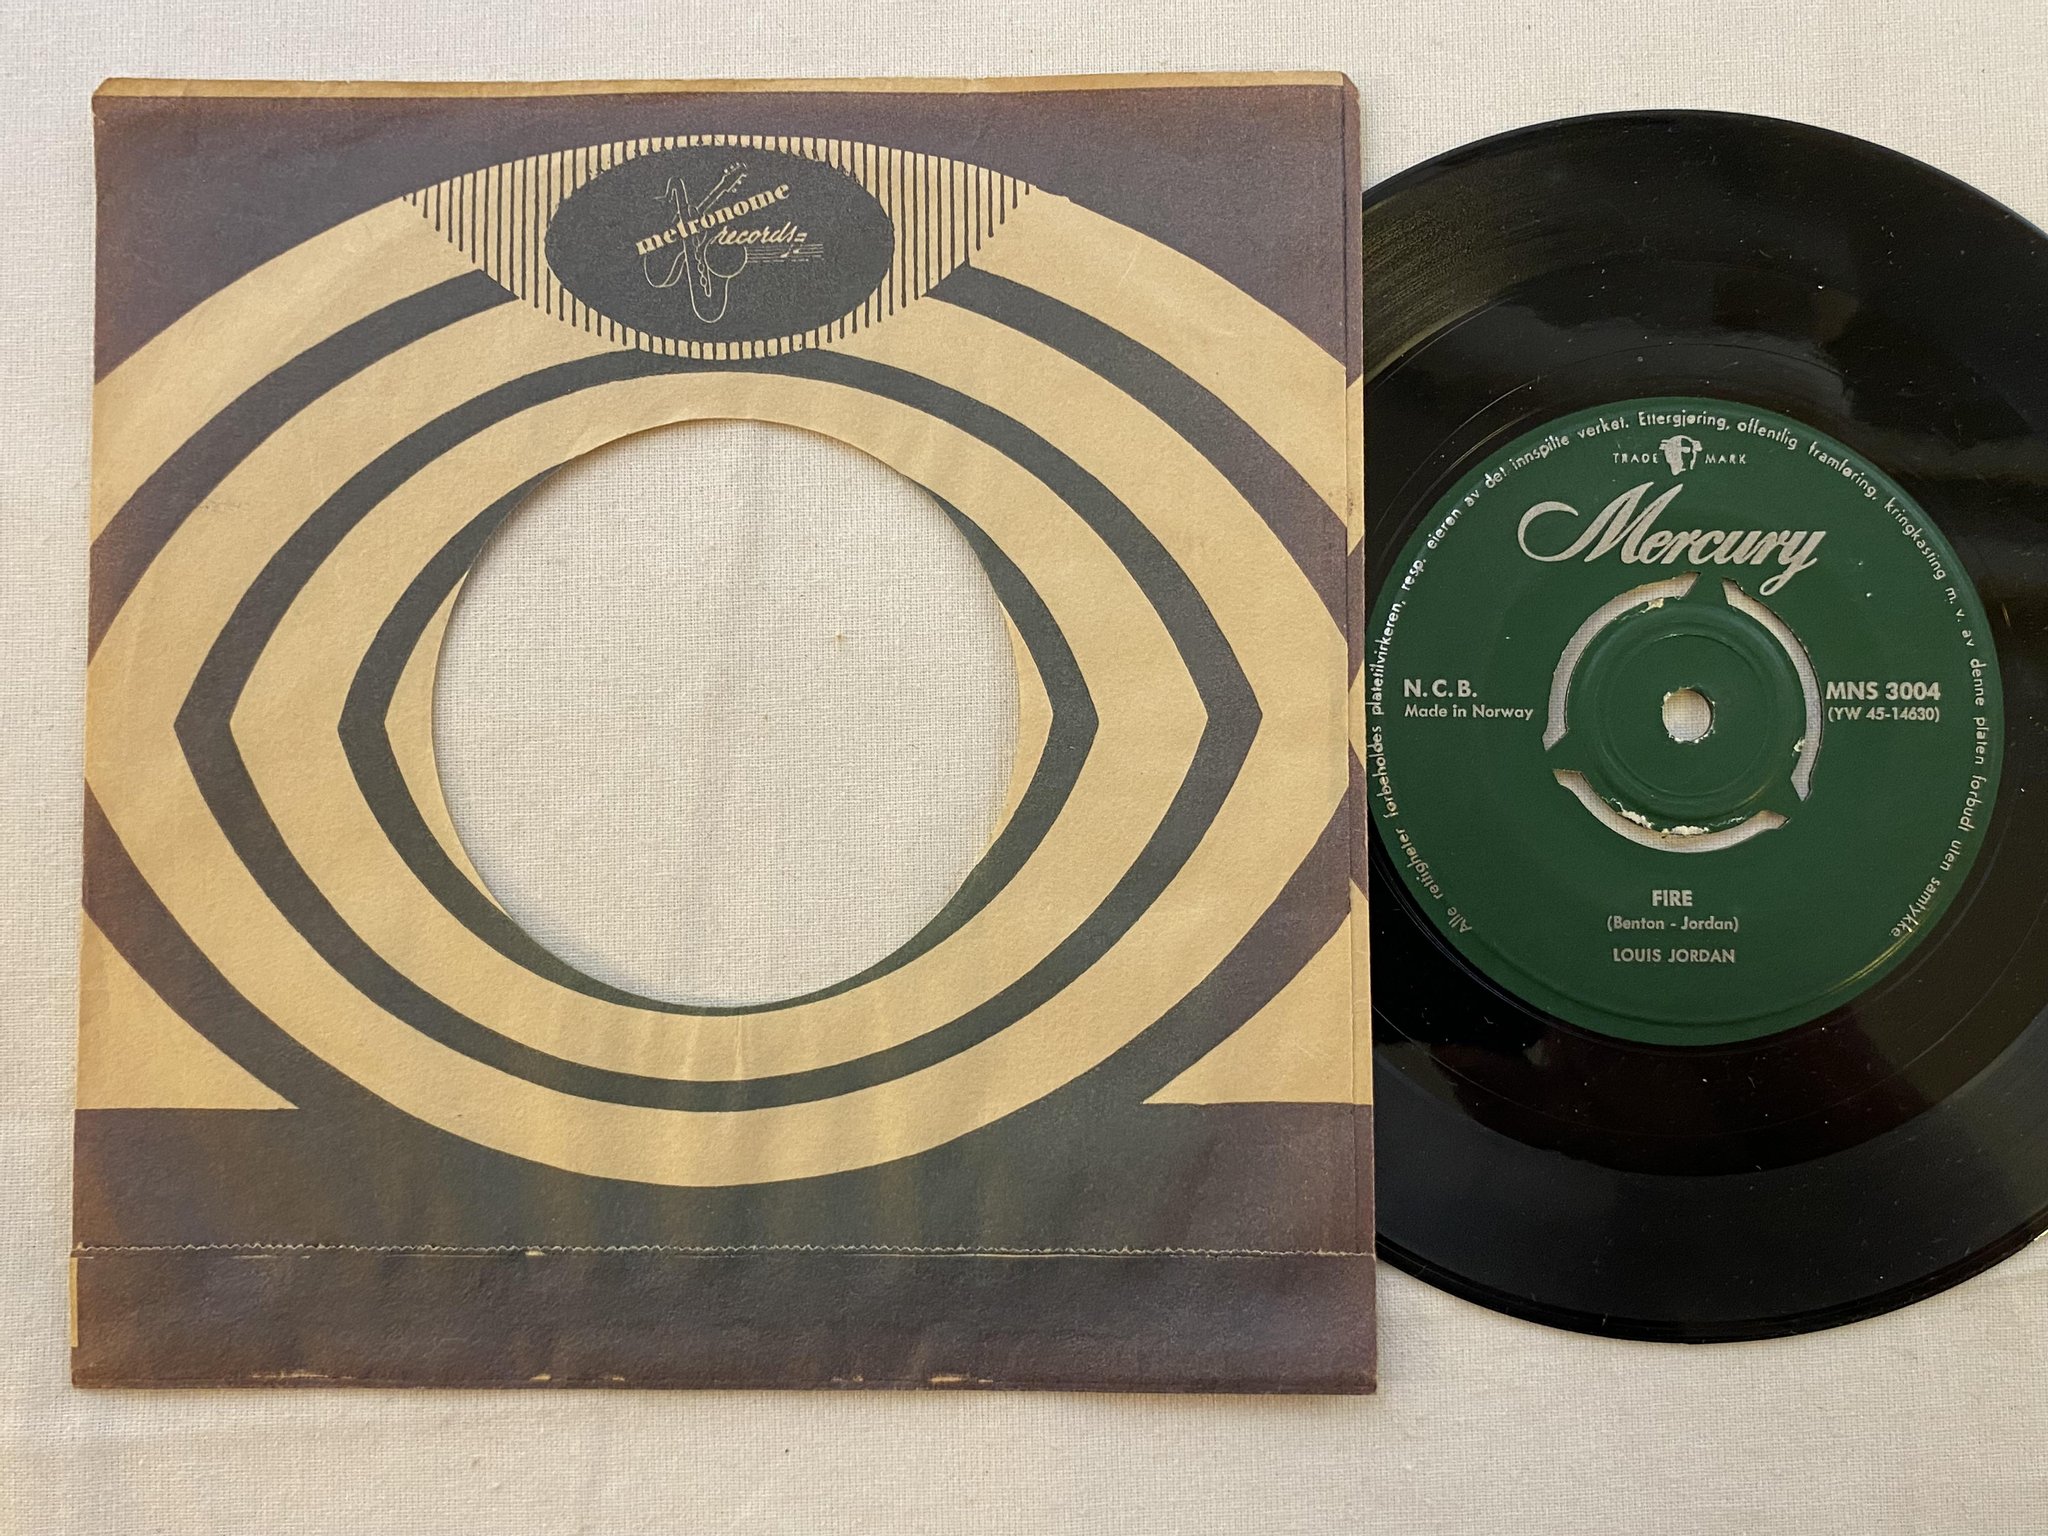 metronome
records
Alle rettigheter forbeholdes platetilvirkeren, resp. eieren av det innspilte verket. Ettergjøring, offentlig framføring, kringkasting m. v. av denne platen forbudt uten samtykke
TRADE MARK
Mercury
N.C.B.
Made in Norway
MNS 3004
(YW 45-14630)
FIRE
(Benton - Jordan)
LOUIS JORDAN